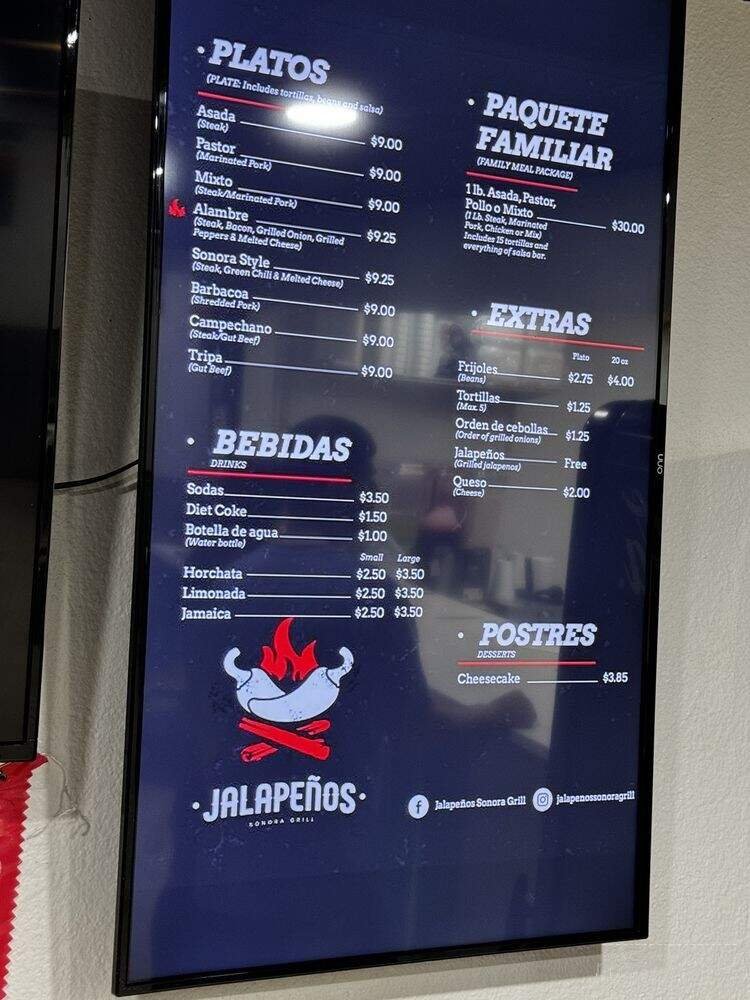 PLATOS
(PLATE: Includes tortillas, beans and salsa)
Asada $9.00
(Steak)
Pastor $9.00
(Marinated Pork)
Mixto $9.00
(Steak/Marinated Pork)
Alambre $9.25
(Steak, Bacon, Grilled Onion, Grilled
Peppers & Melted Cheese)
Sonora Style $9.25
(Steak, Green Chili & Melted Cheese)
Barbacoa $9.00
(Shredded Pork)
Campechano $9.00
(Steak/Gut Beef)
Tripa $9.00
(Gut Beef)
BEBIDAS
DRINKS
Sodas $3.50
Diet Coke $1.50
Botella de agua $1.00
(Water bottle)
Small Large
Horchata $2.50 $3.50
Limonada $2.50 $3.50
Jamaica $2.50 $3.50
JALAPEÑOS
SONORA GRILL
PAQUETE
FAMILIAR
(FAMILY MEAL PACKAGE)
1 lb. Asada, Pastor,
Pollo o Mixto $30.00
(1 Lb. Steak, Marinated
Pork, Chicken or Mix)
Includes 15 tortillas and
everything of salsa bar.
EXTRAS
Plato 20 oz
Frijoles $2.75 $4.00
(Beans)
Tortillas $1.25
(Max. 5)
Orden de cebollas $1.25
(Order of grilled onions)
Jalapeños Free
(Grilled jalapenos)
Queso $2.00
(Cheese)
POSTRES
DESSERTS
Cheesecake $3.85
Jalapeños Sonora Grill jalapenossonoragrill